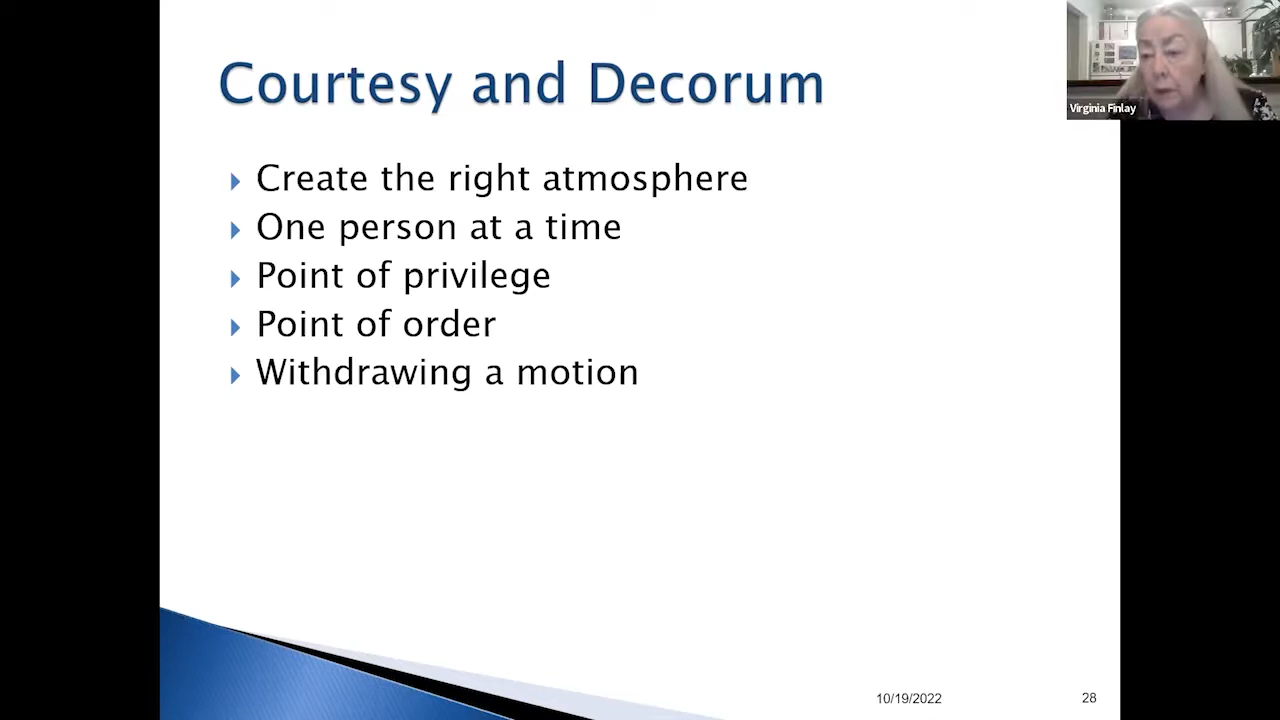 Courtesy and Decorum
Virginia Finlay
Create the right atmosphere
One person at a time
Point of privilege
Point of order
Withdrawing a motion
10/19/2022
28